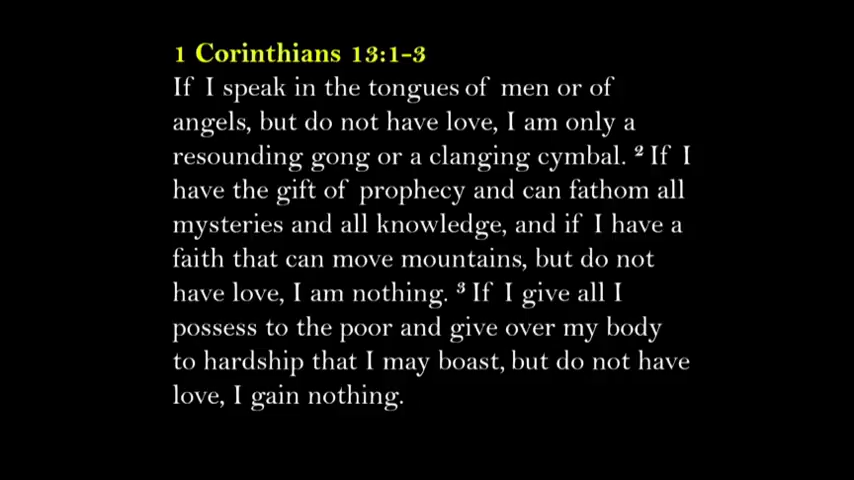 1 Corinthians 13:1-3
If I speak in the tongues of men or of
angels, but do not have love, I am only a
resounding gong or a clanging cymbal. ² If I
have the gift of prophecy and can fathom all
mysteries and all knowledge, and if I have a
faith that can move mountains, but do not
have love, I am nothing. ³ If I give all I
possess to the poor and give over my body
to hardship that I may boast, but do not have
love, I gain nothing.